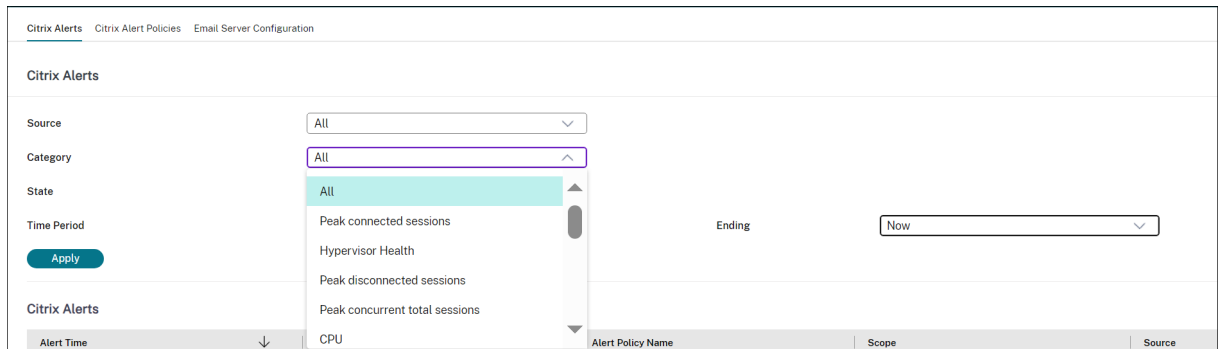 Citrix Alerts Citrix Alert Policies Email Server Configuration
Citrix Alerts
Source All
Category All
State All
Peak connected sessions
Time Period Ending Now
Hypervisor Health
Apply
Peak disconnected sessions
Citrix Alerts Peak concurrent total sessions
CPU
Alert Time Alert Policy Name Scope Source